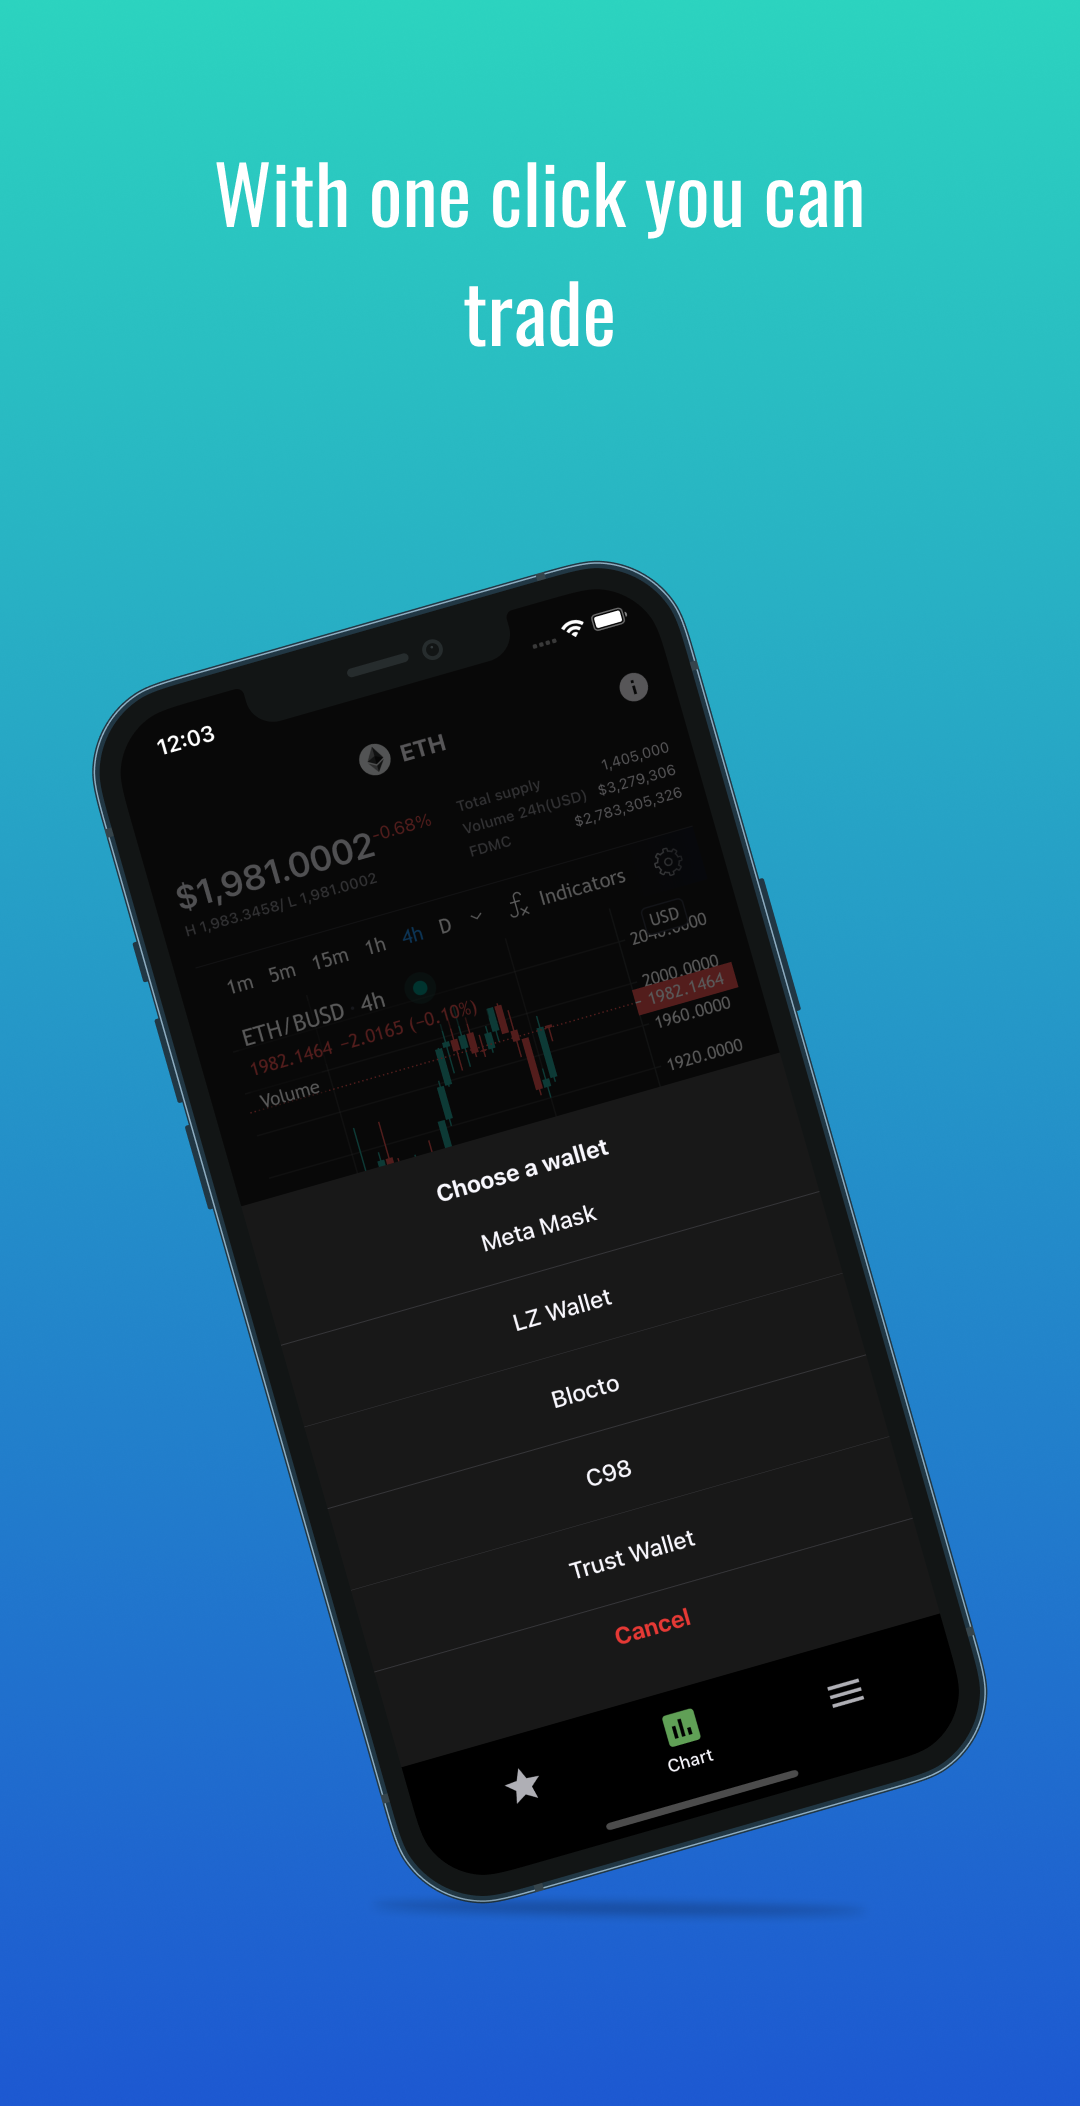 With one click you can
trade
12:03
ETH
$1,981.0002 -0.68%
H 1,983.3458/ L 1,981.0002
Total supply 1,405,000
Volume 24h(USD) $3,279,306
FDMC $2,783,305,326
1m 5m 15m 1h 4h D Indicators
ETH/BUSD · 4h
1982.1464 −2.0165 (−0.10%)
Volume
USD
2040.0000
2000.0000
1982.1464
1960.0000
1920.0000
Choose a wallet
Meta Mask
LZ Wallet
Blocto
C98
Trust Wallet
Cancel
Chart